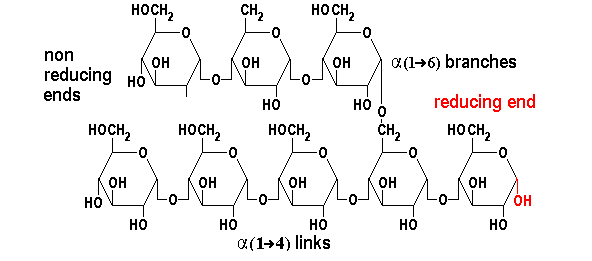 HOCH₂ CH₂ HOCH₂
O O O
non
reducing
ends
α(1→6) branches
OH OH OH
HO O O
HO HO
reducing end
O
HOCH₂ HOCH₂ HOCH₂ CH₂ HOCH₂
O O O O O
OH OH OH OH OH
HO O O O O OH
HO HO HO HO HO
α(1→4) links